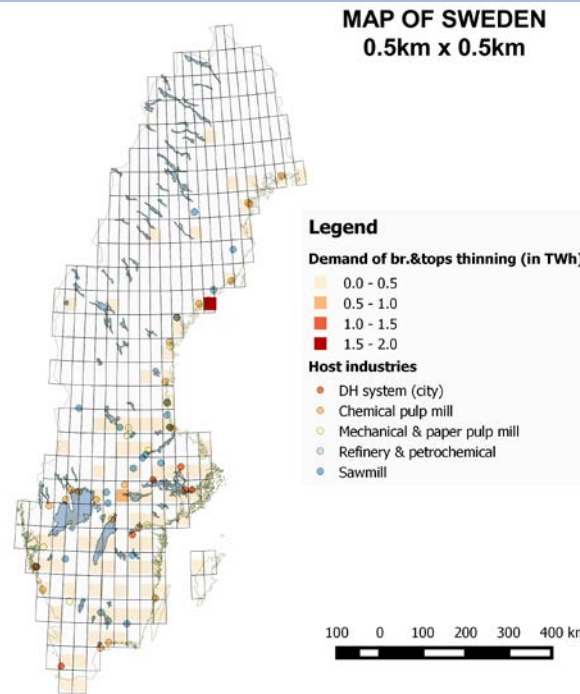 MAP OF SWEDEN
0.5km x 0.5km
Legend
Demand of br.&tops thinning (in TWh)
0.0 - 0.5
0.5 - 1.0
1.0 - 1.5
1.5 - 2.0
Host industries
DH system (city)
Chemical pulp mill
Mechanical & paper pulp mill
Refinery & petrochemical
Sawmill
100 0 100 200 300 400 km